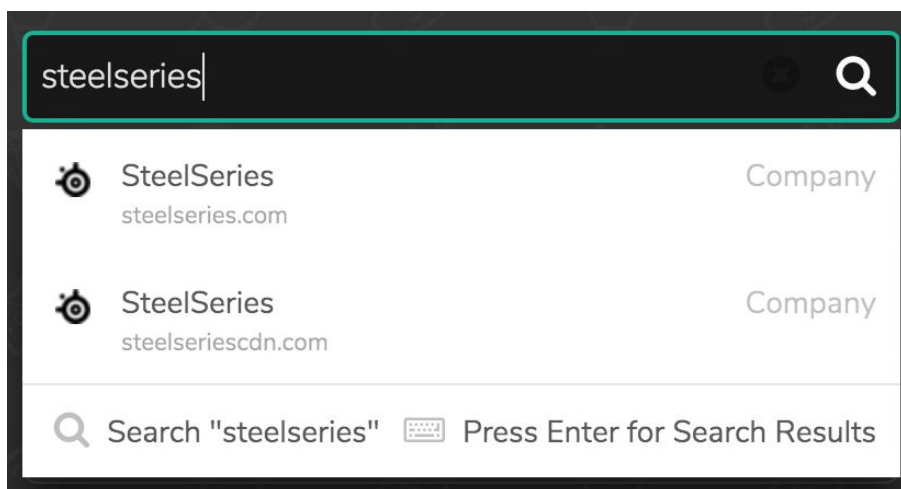 steelseries
SteelSeries Company
steelseries.com
SteelSeries Company
steelseriescdn.com
Search "steelseries" Press Enter for Search Results